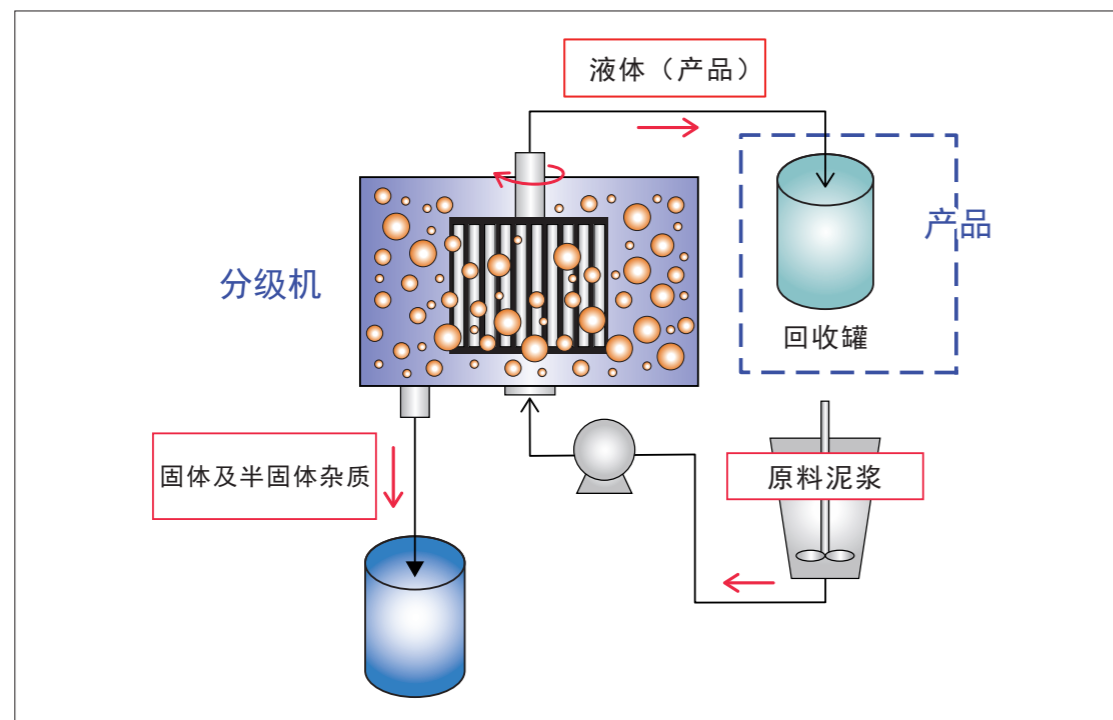 液体（产品）
产品
分级机
回收罐
固体及半固体杂质
原料泥浆